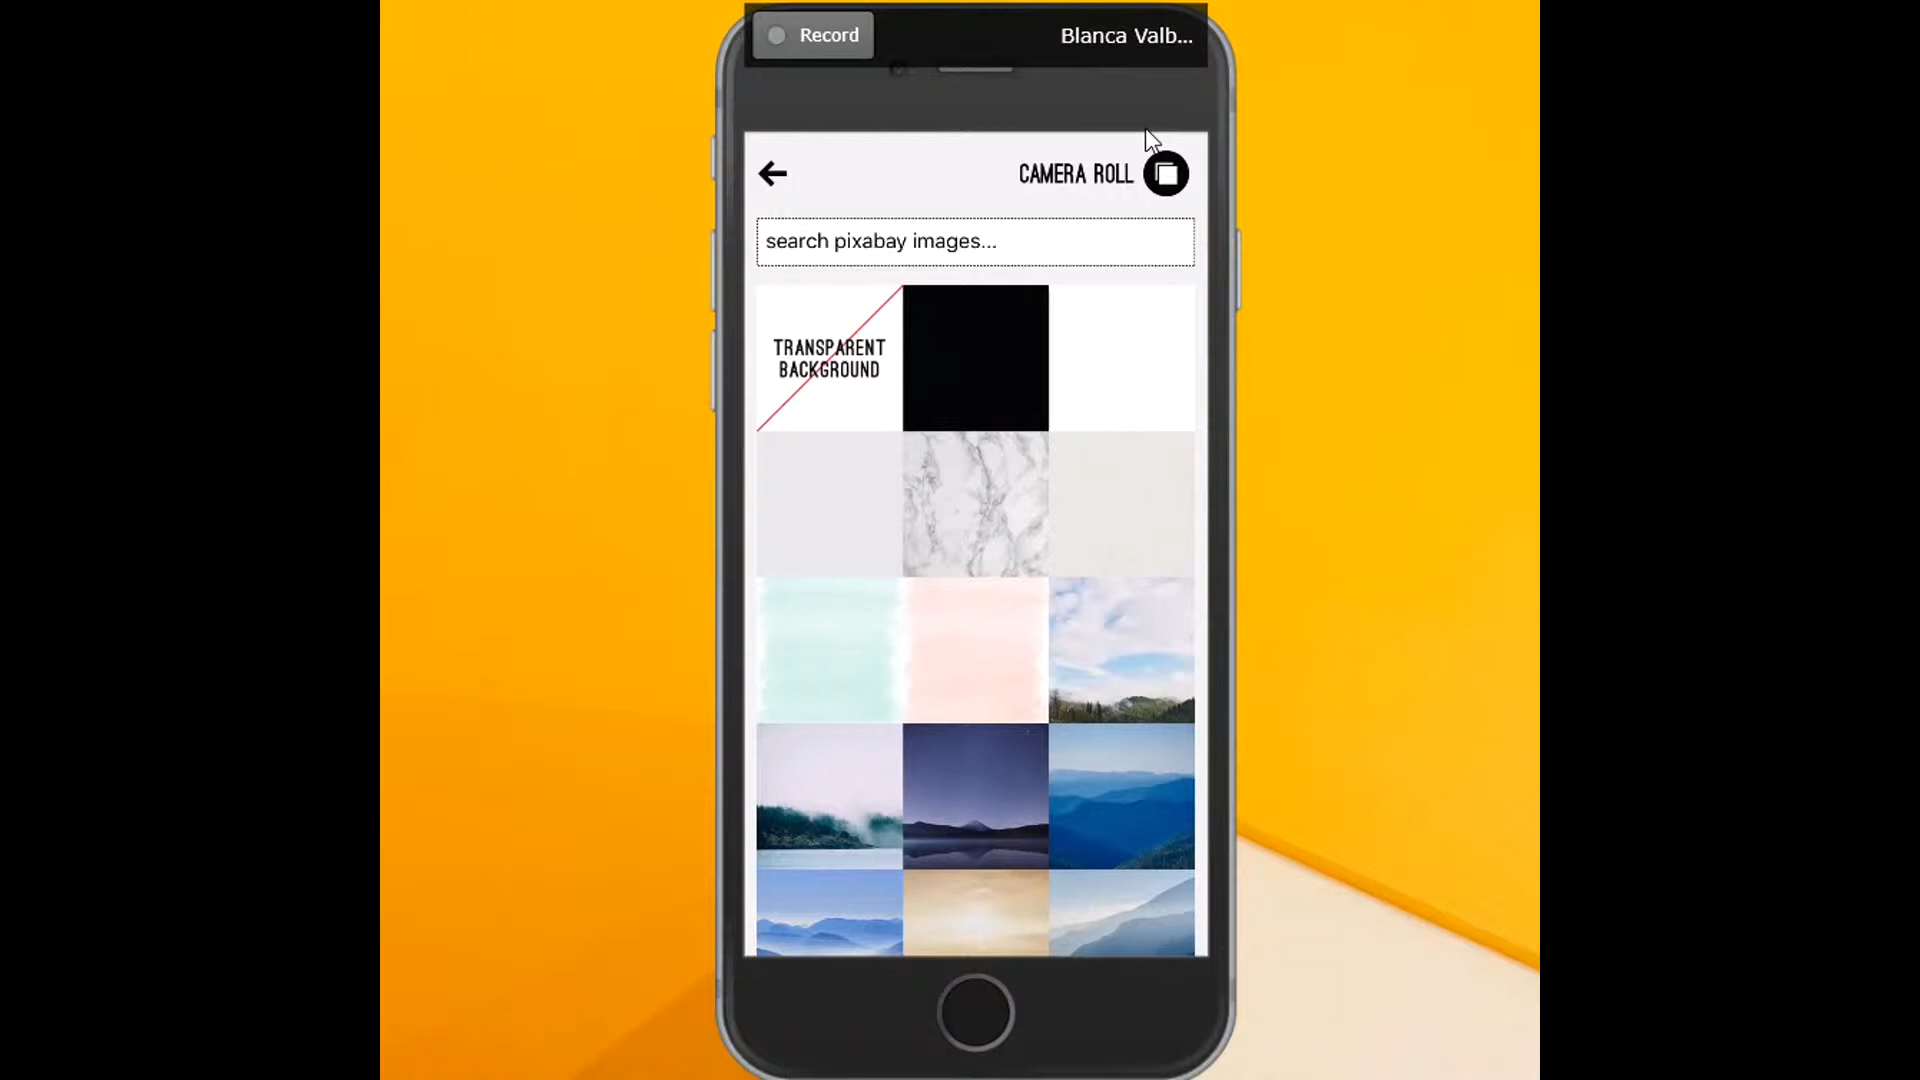 Record
Blanca Valb...
CAMERA ROLL
search pixabay images...
TRANSPARENT
BACKGROUND